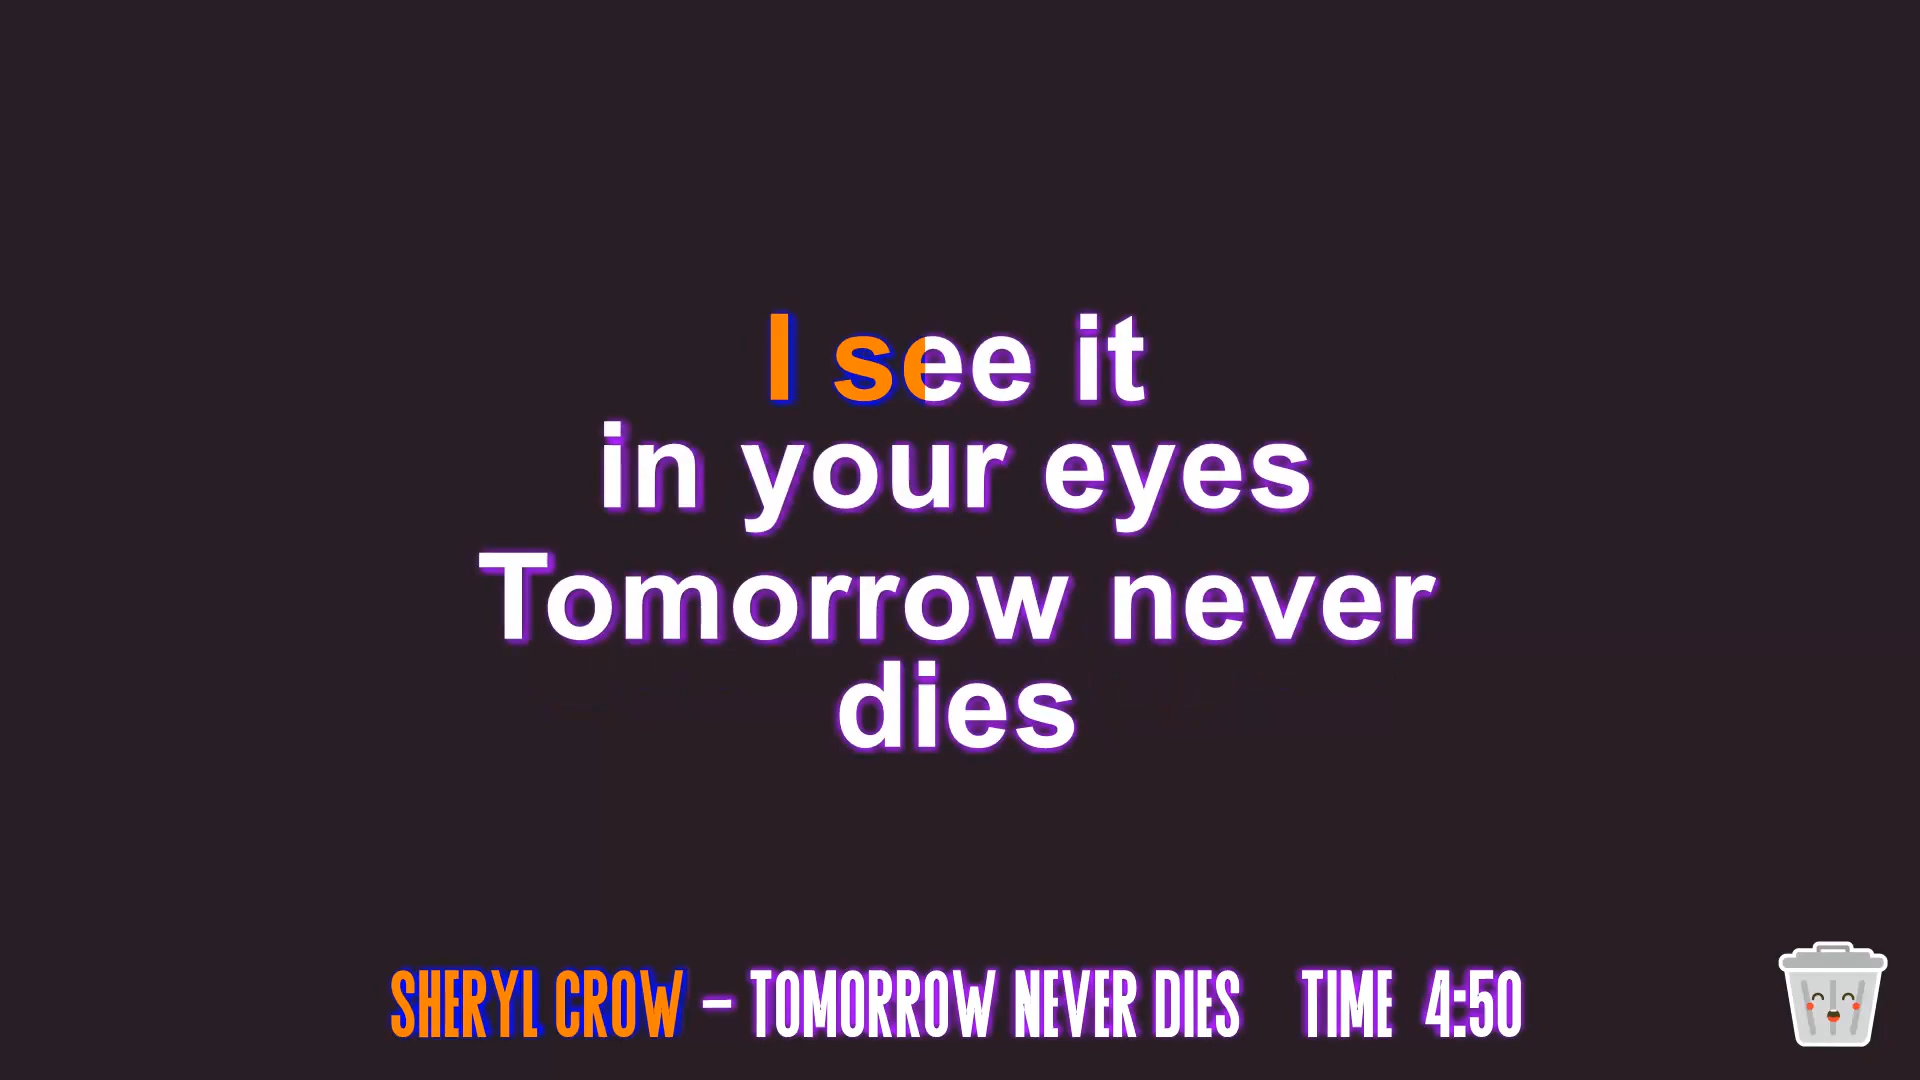 I see it
in your eyes
Tomorrow never
dies
SHERYL CROW - TOMORROW NEVER DIES TIME 4:50